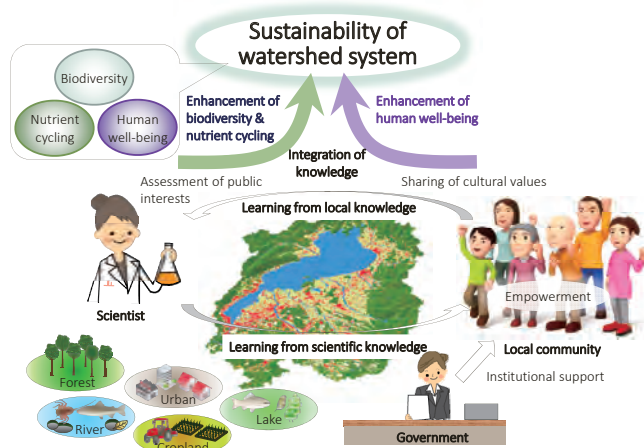 Sustainability of
watershed system
Biodiversity
Nutrient
cycling
Human
well-being
Enhancement of
biodiversity &
nutrient cycling
Enhancement of
human well-being
Integration of
knowledge
Assessment of public
interests
Sharing of cultural values
Learning from local knowledge
Scientist
Empowerment
Learning from scientific knowledge
Local community
Institutional support
Forest
Urban
Lake
River
Cropland
Government